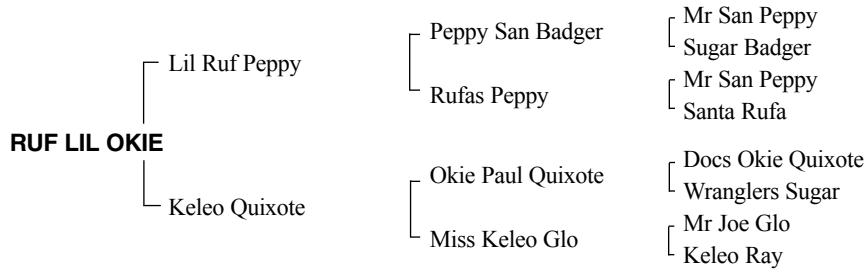 Mr San Peppy
Peppy San Badger
Sugar Badger
Lil Ruf Peppy
Mr San Peppy
Rufas Peppy
Santa Rufa
RUF LIL OKIE
Docs Okie Quixote
Okie Paul Quixote
Wranglers Sugar
Keleo Quixote
Mr Joe Glo
Miss Keleo Glo
Keleo Ray